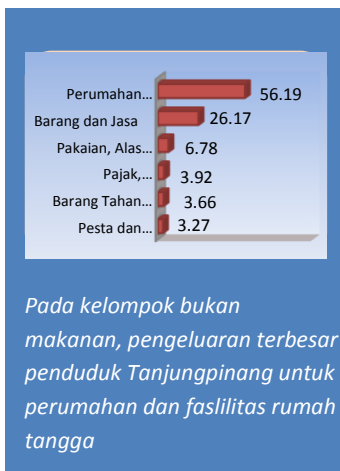 Perumahan... 56.19
Barang dan Jasa 26.17
Pakaian, Alas... 6.78
Pajak,... 3.92
Barang Tahan... 3.66
Pesta dan... 3.27
Pada kelompok bukan
makanan, pengeluaran terbesar
penduduk Tanjungpinang untuk
perumahan dan faslilitas rumah
tangga